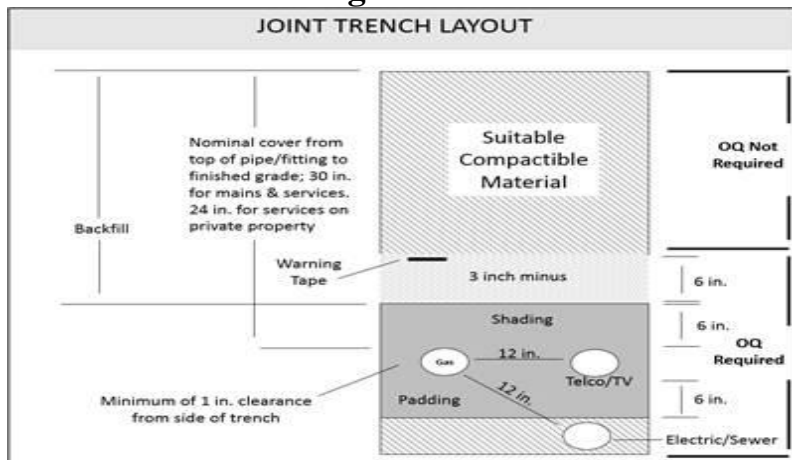 JOINT TRENCH LAYOUT
Nominal cover from
top of pipe/fitting to
finished grade; 30 in.
for mains & services.
24 in. for services on
private property
Backfill
Suitable
Compactible
Material
OQ Not
Required
Warning
Tape
3 inch minus
6 in.
Shading
6 in.
OQ
Required
Gas
12 in.
Telco/TV
12 in.
Minimum of 1 in. clearance
from side of trench
Padding
6 in.
Electric/Sewer